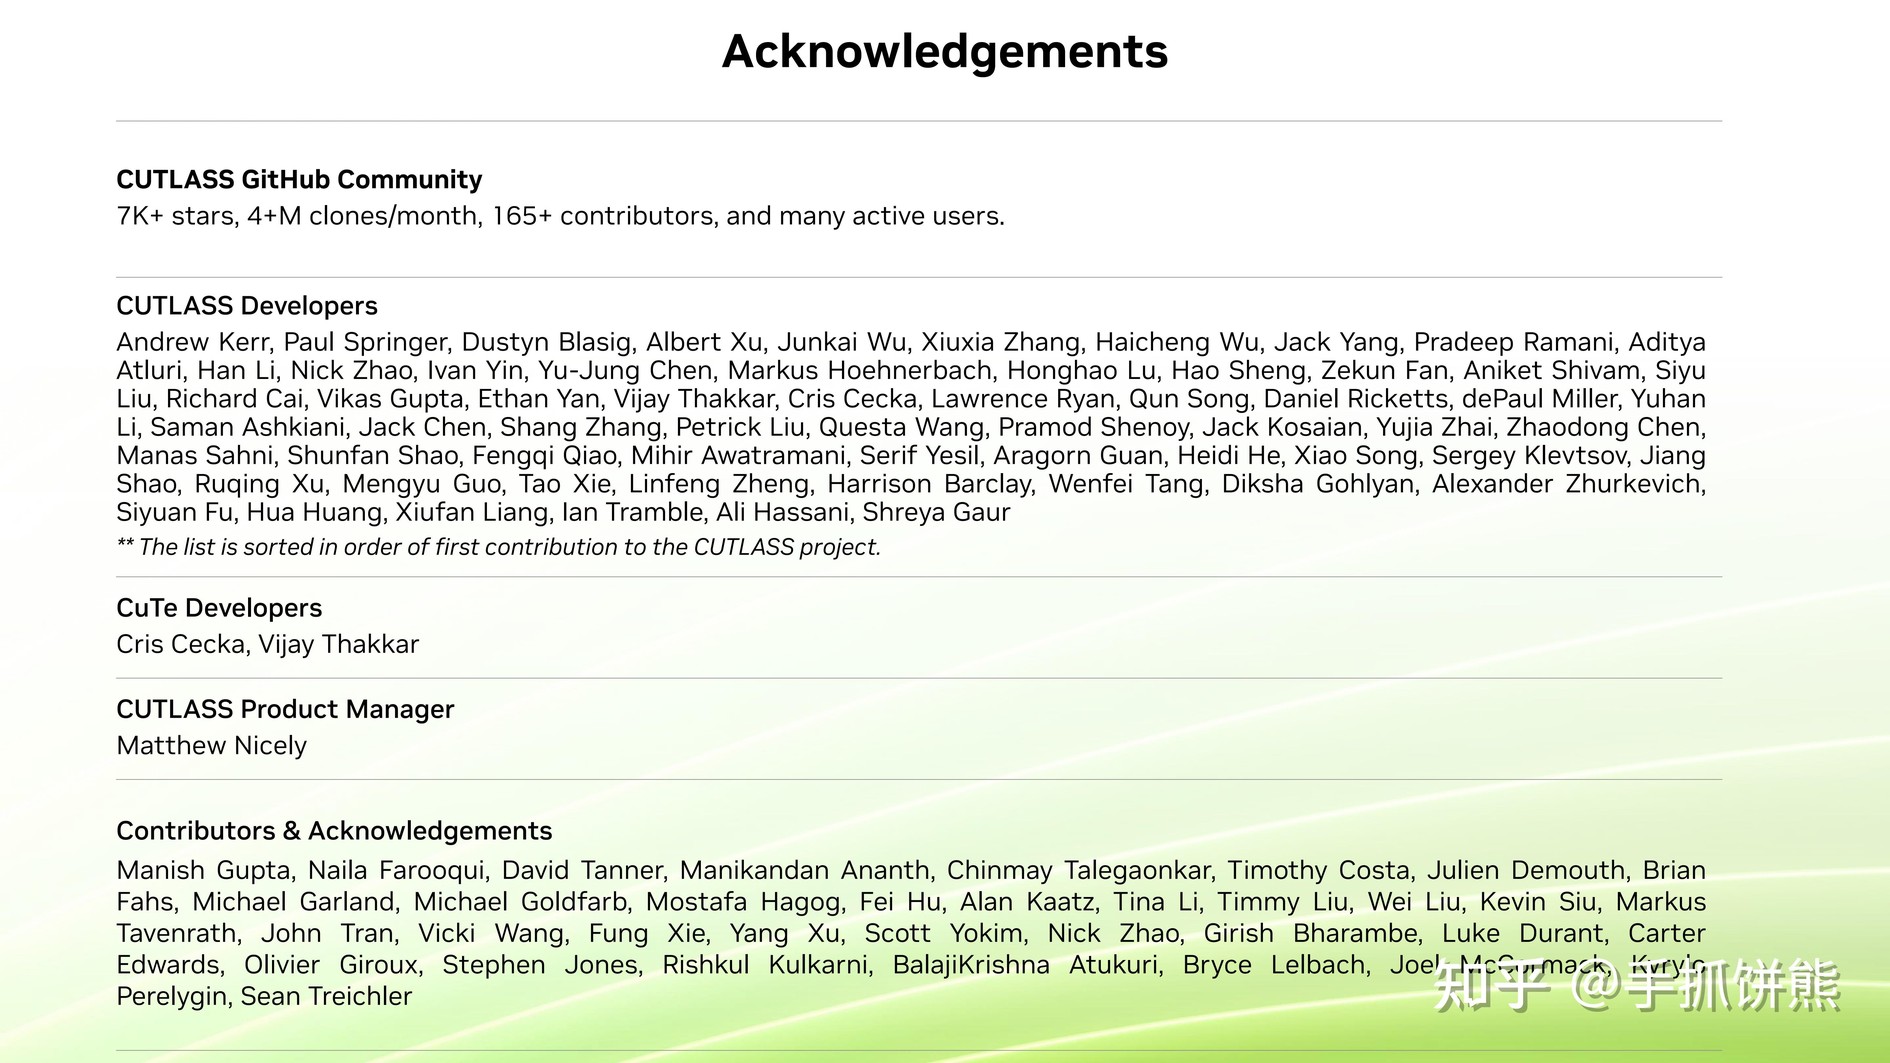 Acknowledgements
CUTLASS GitHub Community
7K+ stars, 4+M clones/month, 165+ contributors, and many active users.
CUTLASS Developers
Andrew Kerr, Paul Springer, Dustyn Blasig, Albert Xu, Junkai Wu, Xiuxia Zhang, Haicheng Wu, Jack Yang, Pradeep Ramani, Aditya
Atluri, Han Li, Nick Zhao, Ivan Yin, Yu-Jung Chen, Markus Hoehnerbach, Honghao Lu, Hao Sheng, Zekun Fan, Aniket Shivam, Siyu
Liu, Richard Cai, Vikas Gupta, Ethan Yan, Vijay Thakkar, Cris Cecka, Lawrence Ryan, Qun Song, Daniel Ricketts, dePaul Miller, Yuhan
Li, Saman Ashkiani, Jack Chen, Shang Zhang, Petrick Liu, Questa Wang, Pramod Shenoy, Jack Kosaian, Yujia Zhai, Zhaodong Chen,
Manas Sahni, Shunfan Shao, Fengqi Qiao, Mihir Awatramani, Serif Yesil, Aragorn Guan, Heidi He, Xiao Song, Sergey Klevtsov, Jiang
Shao, Ruqing Xu, Mengyu Guo, Tao Xie, Linfeng Zheng, Harrison Barclay, Wenfei Tang, Diksha Gohlyan, Alexander Zhurkevich,
Siyuan Fu, Hua Huang, Xiufan Liang, Ian Tramble, Ali Hassani, Shreya Gaur
** The list is sorted in order of first contribution to the CUTLASS project.
CuTe Developers
Cris Cecka, Vijay Thakkar
CUTLASS Product Manager
Matthew Nicely
Contributors & Acknowledgements
Manish Gupta, Naila Farooqui, David Tanner, Manikandan Ananth, Chinmay Talegaonkar, Timothy Costa, Julien Demouth, Brian
Fahs, Michael Garland, Michael Goldfarb, Mostafa Hagog, Fei Hu, Alan Kaatz, Tina Li, Timmy Liu, Wei Liu, Kevin Siu, Markus
Tavenrath, John Tran, Vicki Wang, Fung Xie, Yang Xu, Scott Yokim, Nick Zhao, Girish Bharambe, Luke Durant, Carter
Edwards, Olivier Giroux, Stephen Jones, Rishkul Kulkarni, BalajiKrishna Atukuri, Bryce Lelbach, Joel McCormack, Kyrylo
Perelygin, Sean Treichler
知乎 @手抓饼熊